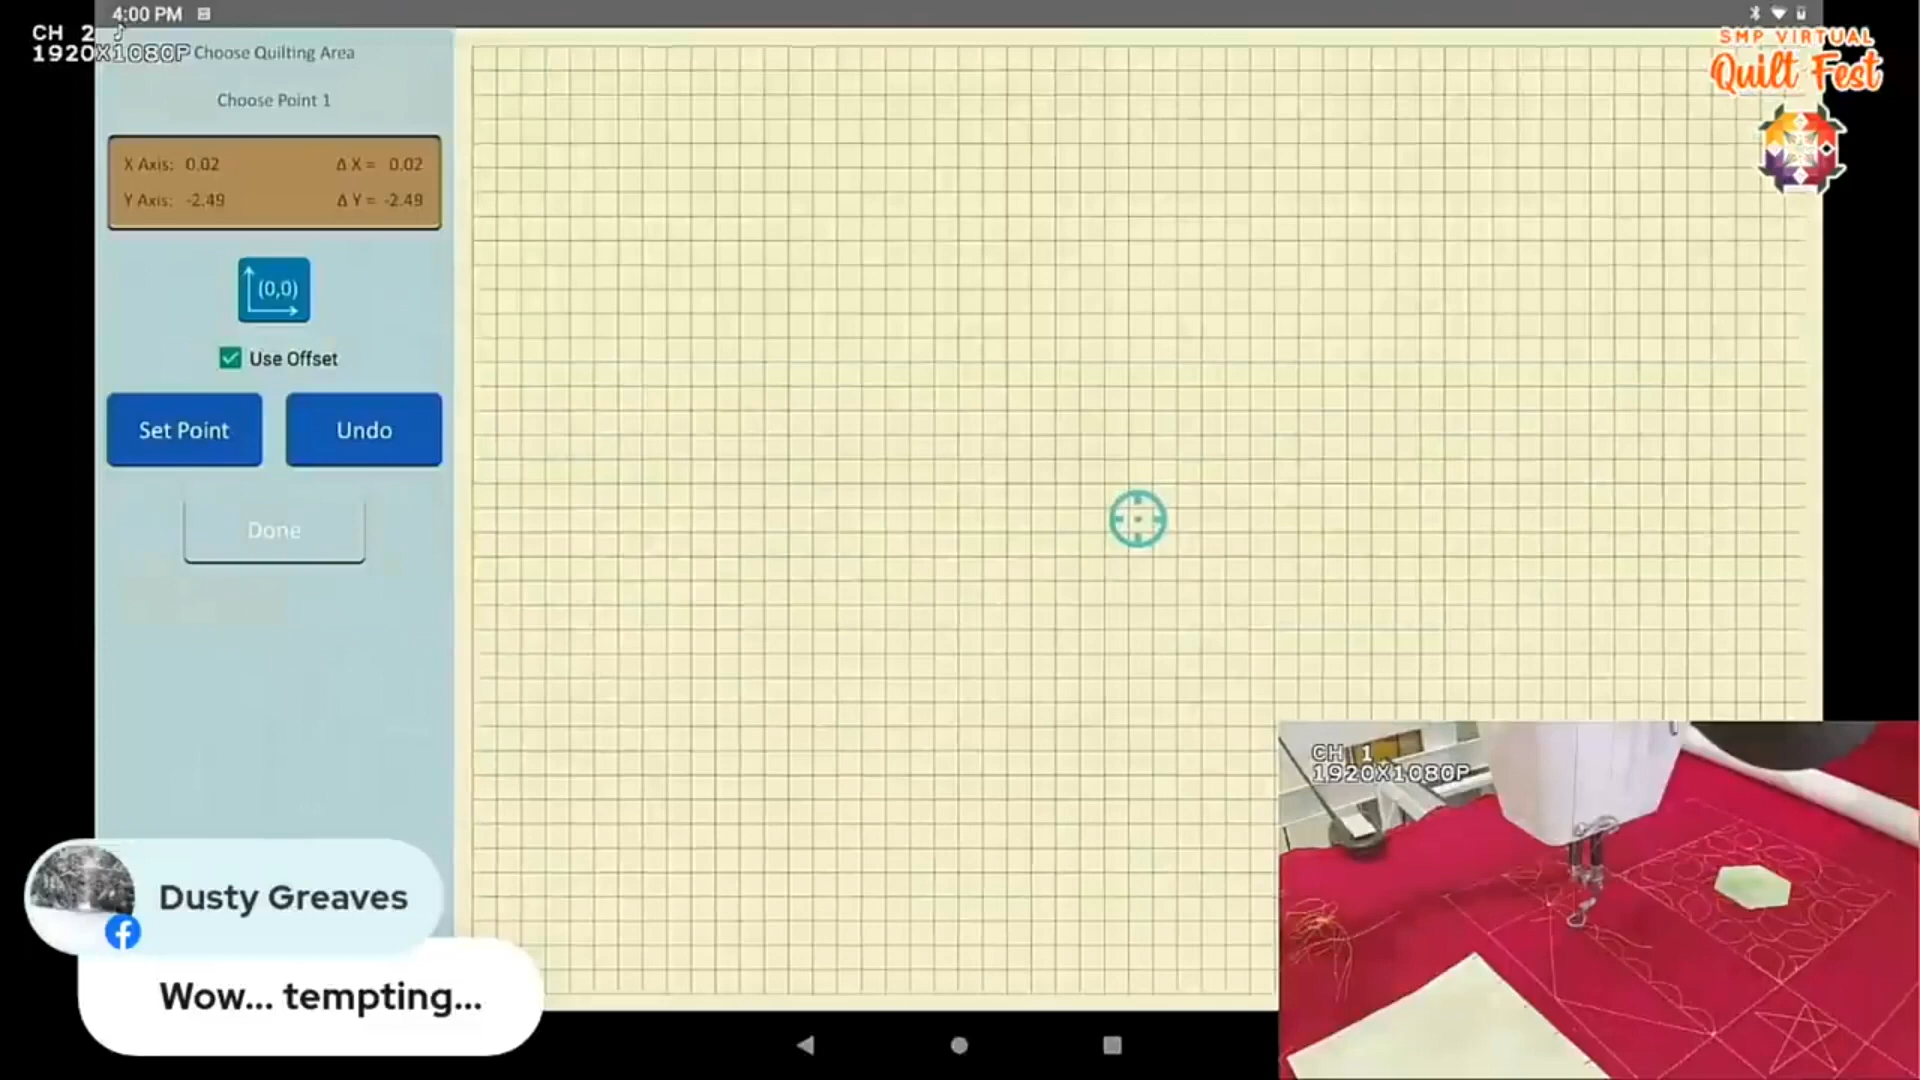 4:00 PM
CH 2
1920X1080P
Choose Quilting Area
Choose Point 1
X Axis: 0.02 Δ X = 0.02
Y Axis: -2.49 Δ Y = -2.49
(0,0)
Use Offset
Set Point
Undo
Done
SMP VIRTUAL
Quilt Fest
CH 1
1920X1080P
Dusty Greaves
Wow... tempting...